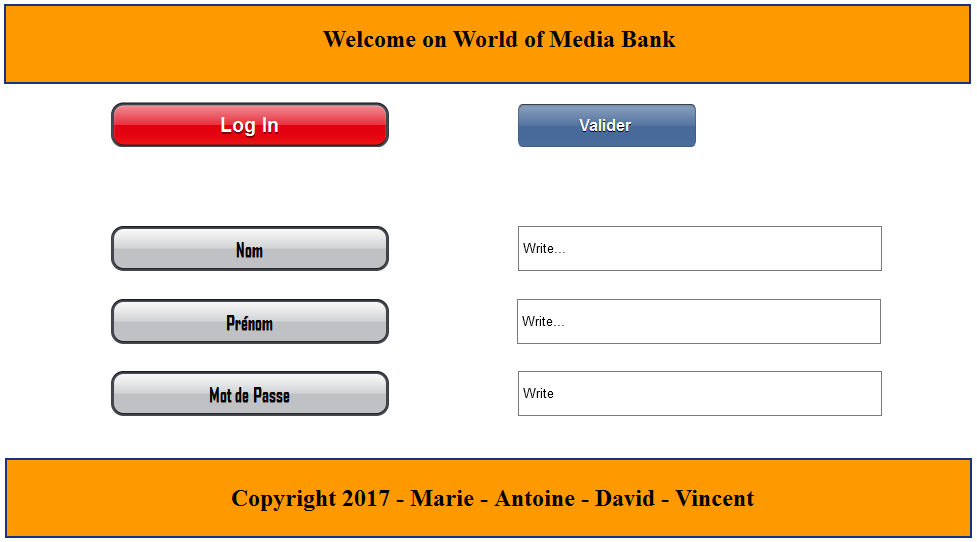 Welcome on World of Media Bank
Log In
Valider
Nom
Write...
Prénom
Write...
Mot de Passe
Write
Copyright 2017 - Marie - Antoine - David - Vincent